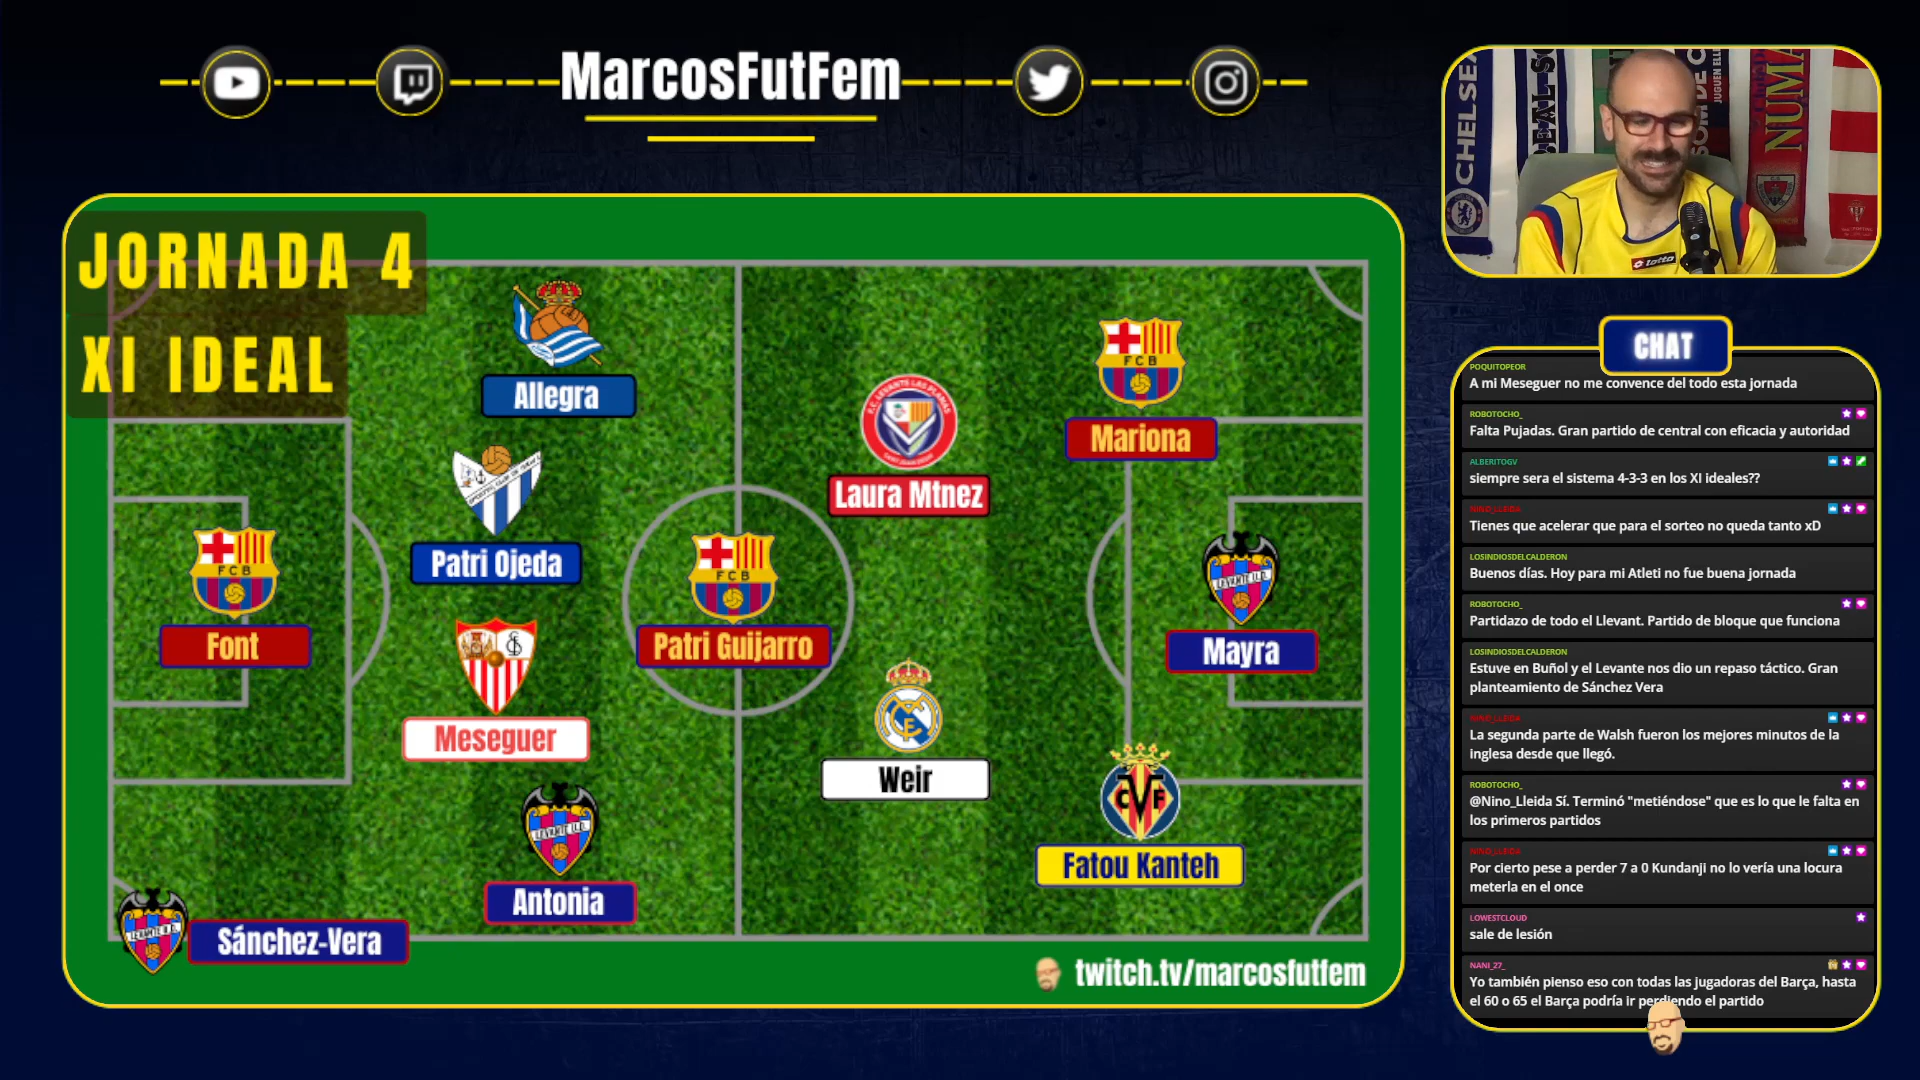 MarcosFutFem
JORNADA 4
XI IDEAL
Allegra
Mariona
Laura Mtnez
Patri Ojeda
Font
Patri Guijarro
Mayra
Meseguer
Weir
Fatou Kanteh
Antonia
Sánchez-Vera
twitch.tv/marcosfutfem
CHELSEA
NUMA
lotto
CHAT
POQUITOPEOR
A mi Meseguer no me convence del todo esta jornada
ROBOTOCHO_
Falta Pujadas. Gran partido de central con eficacia y autoridad
ALBERITOGV
siempre sera el sistema 4-3-3 en los XI ideales??
NINO_LLEIDA
Tienes que acelerar que para el sorteo no queda tanto xD
LOSINDIOSDELCALDERON
Buenos días. Hoy para mi Atleti no fue buena jornada
ROBOTOCHO_
Partidazo de todo el Llevant. Partido de bloque que funciona
LOSINDIOSDELCALDERON
Estuve en Buñol y el Levante nos dio un repaso táctico. Gran
planteamiento de Sánchez Vera
NINO_LLEIDA
La segunda parte de Walsh fueron los mejores minutos de la
inglesa desde que llegó.
ROBOTOCHO_
@Nino_Lleida Sí. Terminó "metiéndose" que es lo que le falta en
los primeros partidos
NINO_LLEIDA
Por cierto pese a perder 7 a 0 Kundanji no lo vería una locura
meterla en el once
LOWESTCLOUD
sale de lesión
NANI_27_
Yo también pienso eso con todas las jugadoras del Barça, hasta
el 60 o 65 el Barça podría ir perdiendo el partido